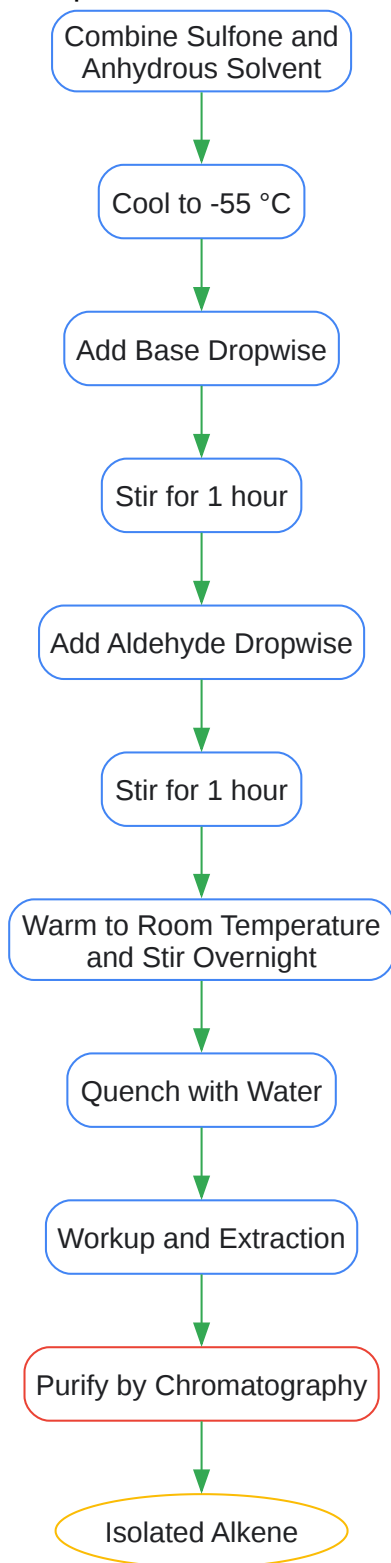 Combine Sulfone and
Anhydrous Solvent
Cool to -55 °C
Add Base Dropwise
Stir for 1 hour
Add Aldehyde Dropwise
Stir for 1 hour
Warm to Room Temperature
and Stir Overnight
Quench with Water
Workup and Extraction
Purify by Chromatography
Isolated Alkene